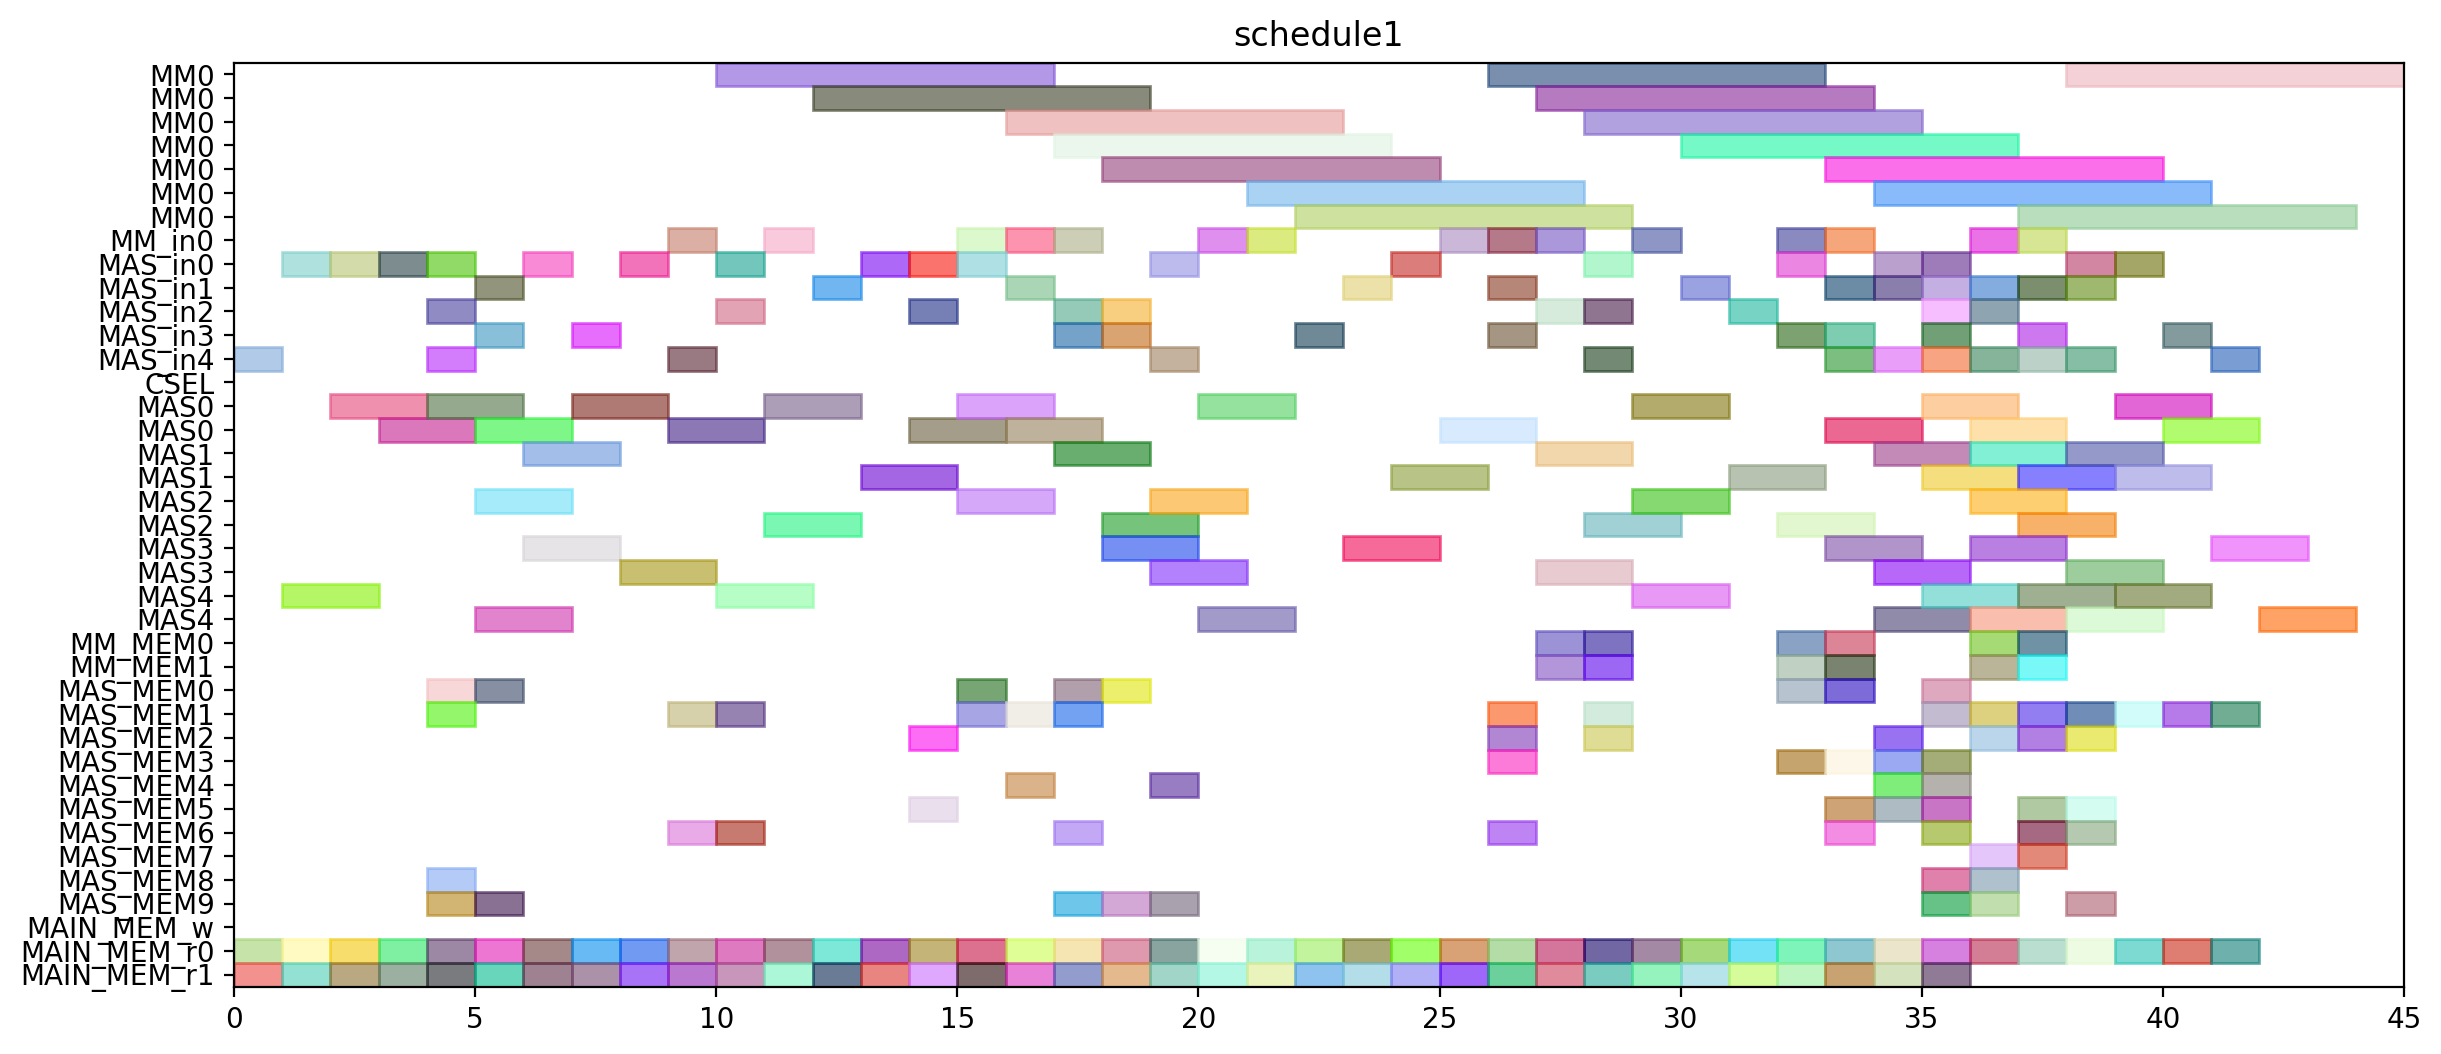 schedule1
MM0
MM0
MM0
MM0
MM0
MM0
MM0
MM_in0
MAS_in0
MAS_in1
MAS_in2
MAS_in3
MAS_in4
CSEL
MAS0
MAS0
MAS1
MAS1
MAS2
MAS2
MAS3
MAS3
MAS4
MAS4
MM_MEM0
MM_MEM1
MAS_MEM0
MAS_MEM1
MAS_MEM2
MAS_MEM3
MAS_MEM4
MAS_MEM5
MAS_MEM6
MAS_MEM7
MAS_MEM8
MAS_MEM9
MAIN_MEM_w
MAIN_MEM_r0
MAIN_MEM_r1
0 5 10 15 20 25 30 35 40 45